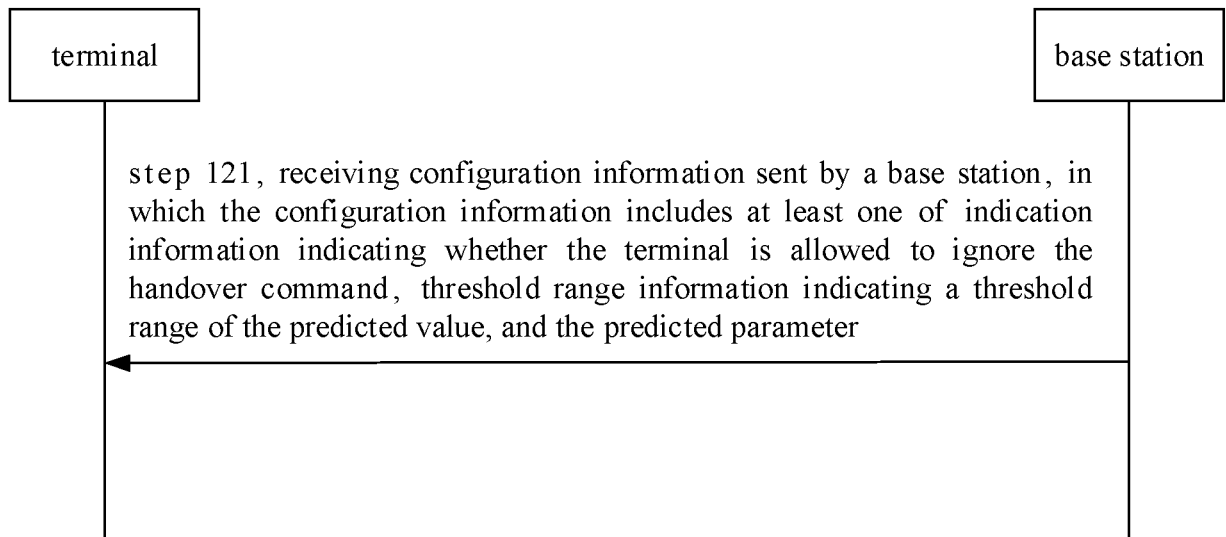 terminal
base station
step 121, receiving configuration information sent by a base station, in
which the configuration information includes at least one of indication
information indicating whether the terminal is allowed to ignore the
handover command, threshold range information indicating a threshold
range of the predicted value, and the predicted parameter